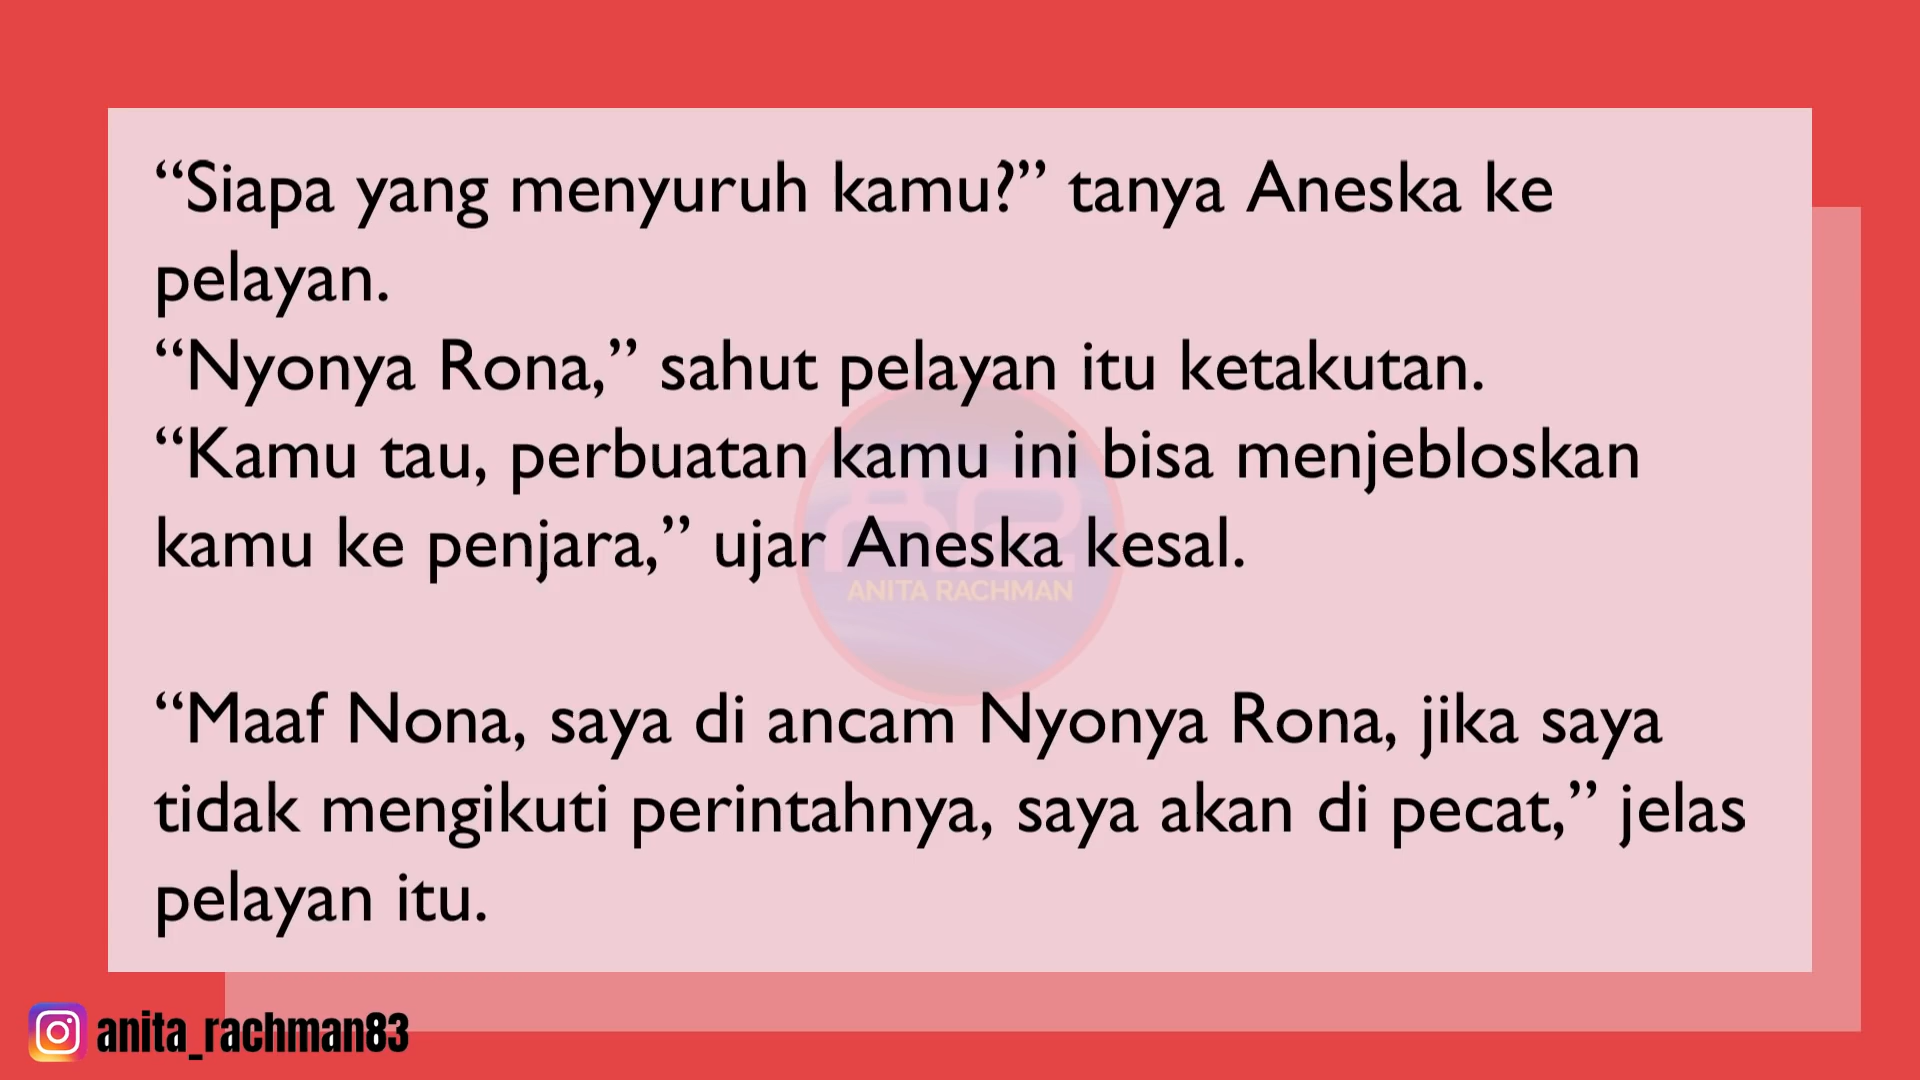 “Siapa yang menyuruh kamu?” tanya Aneska ke
pelayan.
“Nyonya Rona,” sahut pelayan itu ketakutan.
“Kamu tau, perbuatan kamu ini bisa menjebloskan
kamu ke penjara,” ujar Aneska kesal.
ANITA RACHMAN
“Maaf Nona, saya di ancam Nyonya Rona, jika saya
tidak mengikuti perintahnya, saya akan di pecat,” jelas
pelayan itu.
anita_rachman83